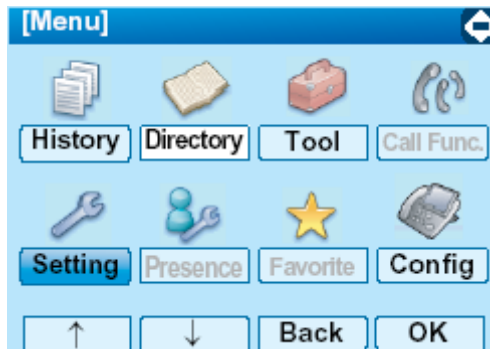 [Menu]
History Directory Tool Call Func.
Setting Presence Favorite Config
↑ ↓ Back OK